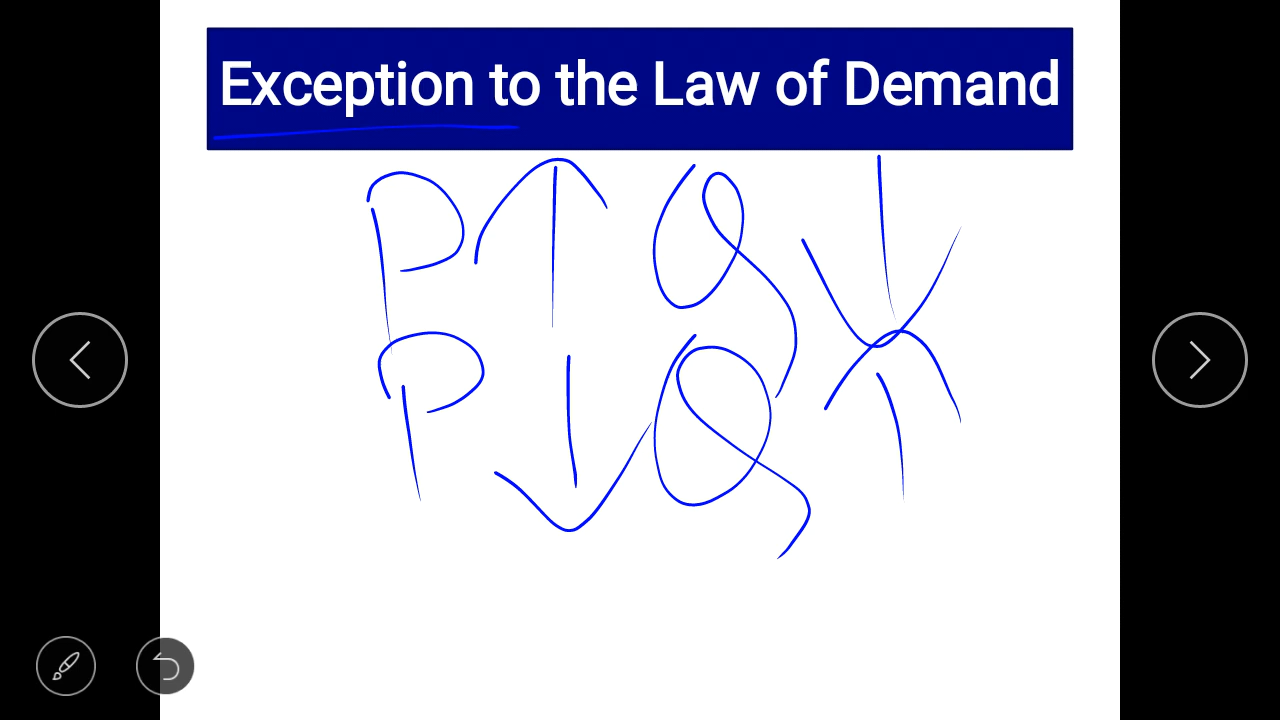 Exception to the Law of Demand
P ↑ Q ↓
P ↓ Q ↑